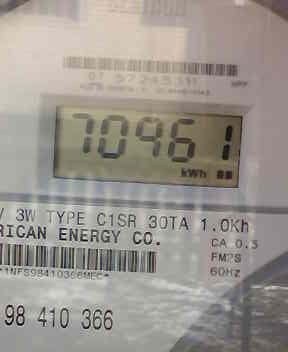 70961
kWh
3W TYPE C1SR 30TA 1.0Kh
RICAN ENERGY CO.
CA 0.5
FM2S
60Hz
98 410 366